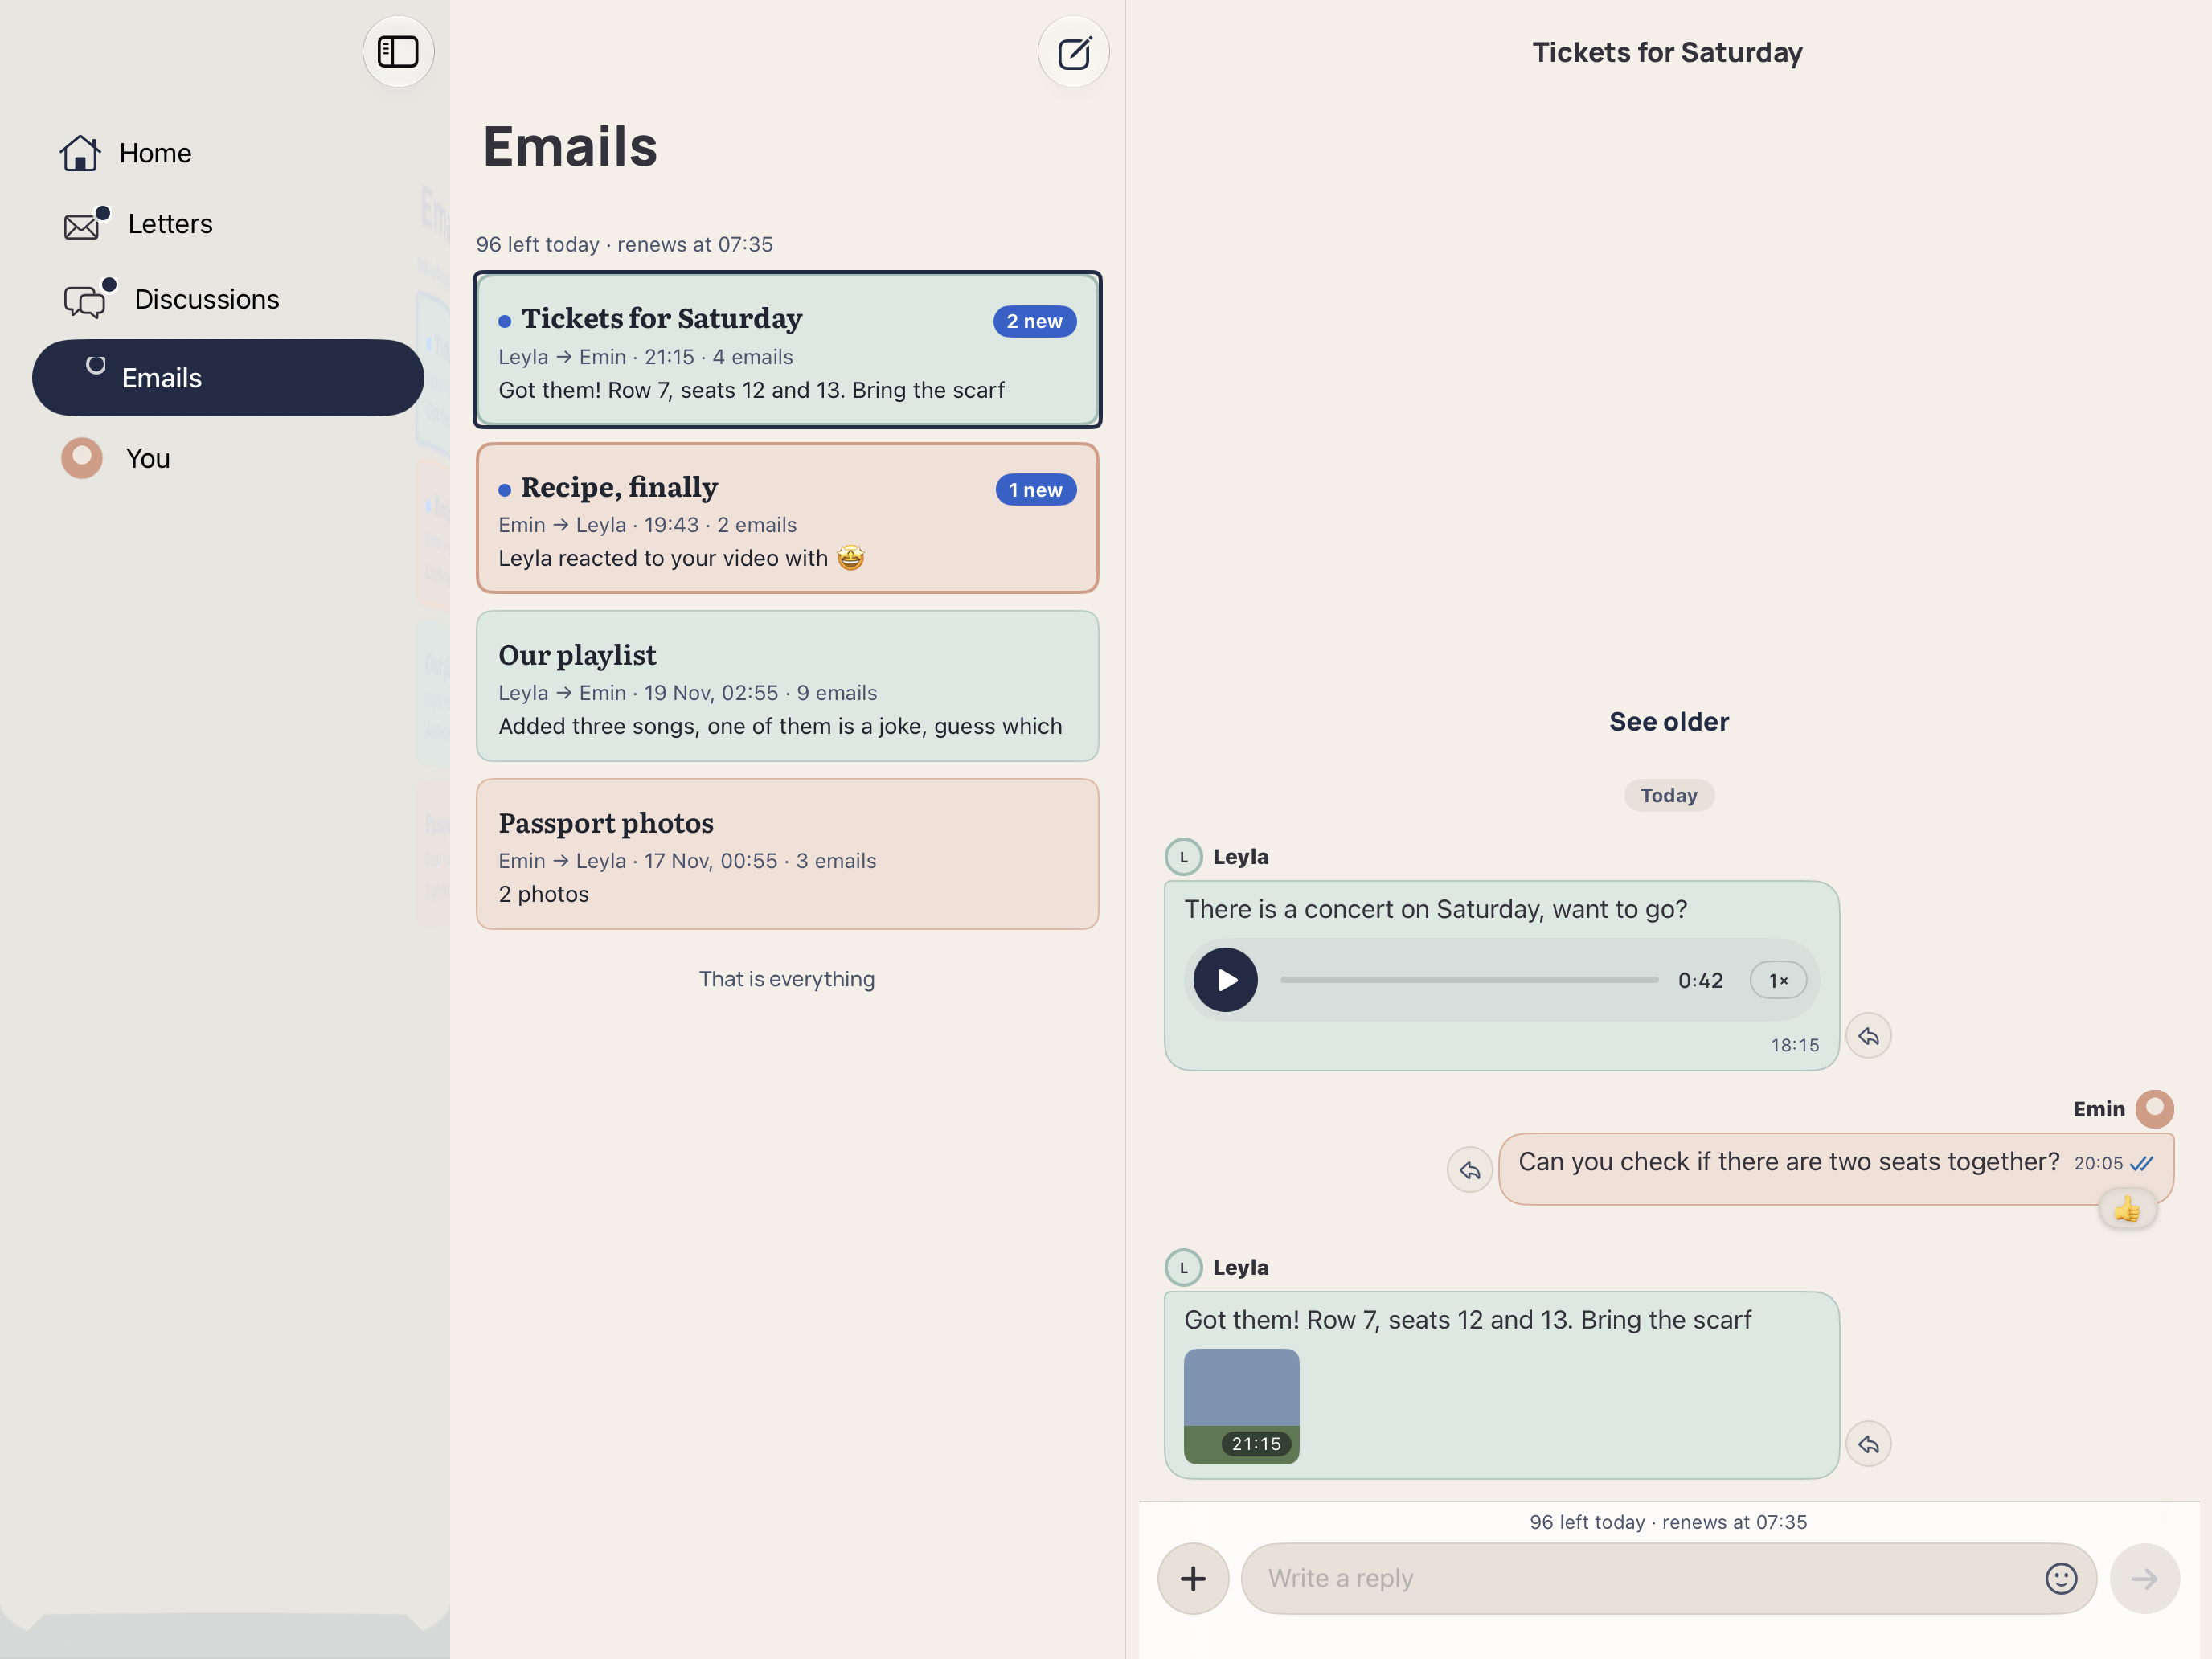 Home
Letters
Discussions
Emails
You
Emails
96 left today · renews at 07:35
Tickets for Saturday
2 new
Leyla → Emin · 21:15 · 4 emails
Got them! Row 7, seats 12 and 13. Bring the scarf
Recipe, finally
1 new
Emin → Leyla · 19:43 · 2 emails
Leyla reacted to your video with 🤩
Our playlist
Leyla → Emin · 19 Nov, 02:55 · 9 emails
Added three songs, one of them is a joke, guess which
Passport photos
Emin → Leyla · 17 Nov, 00:55 · 3 emails
2 photos
That is everything
Tickets for Saturday
See older
Today
L Leyla
There is a concert on Saturday, want to go?
0:42 1×
18:15
Emin
Can you check if there are two seats together? 20:05
👍
L Leyla
Got them! Row 7, seats 12 and 13. Bring the scarf
21:15
96 left today · renews at 07:35
Write a reply